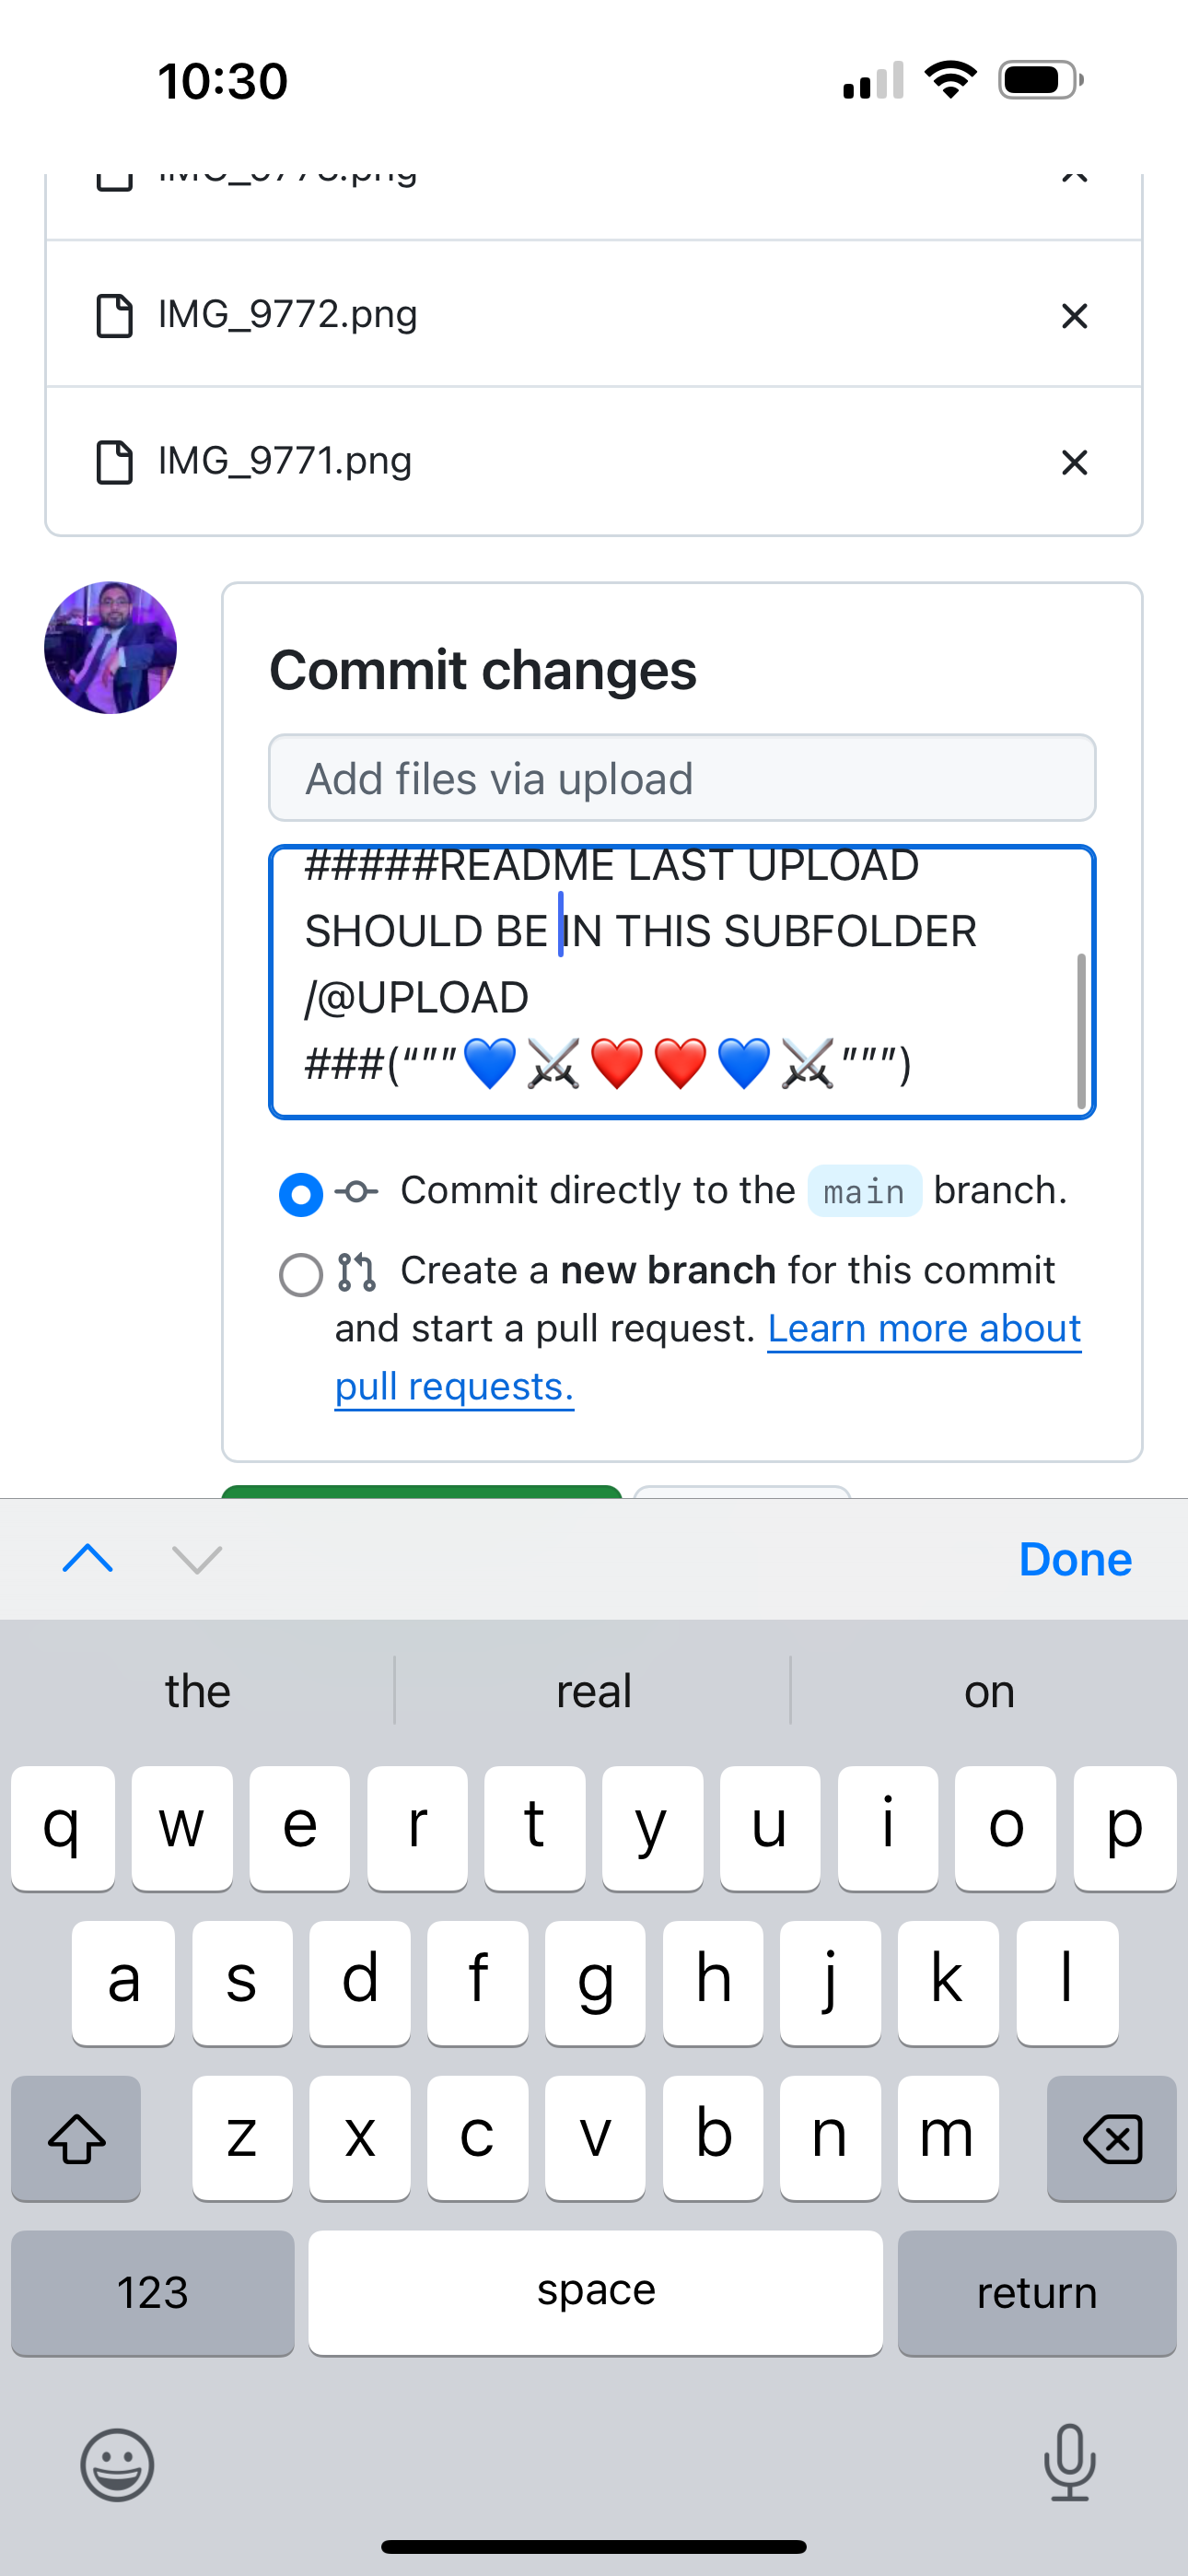 10:30
IMG_9772.png
IMG_9771.png
Commit changes
Add files via upload
#####README LAST UPLOAD
SHOULD BE IN THIS SUBFOLDER
/@UPLOAD
###(“””💙⚔️❤️❤️💙⚔️”””)
Commit directly to the main branch.
Create a new branch for this commit
and start a pull request. Learn more about
pull requests.
Done
the real on
q w e r t y u i o p
a s d f g h j k l
z x c v b n m
123 space return